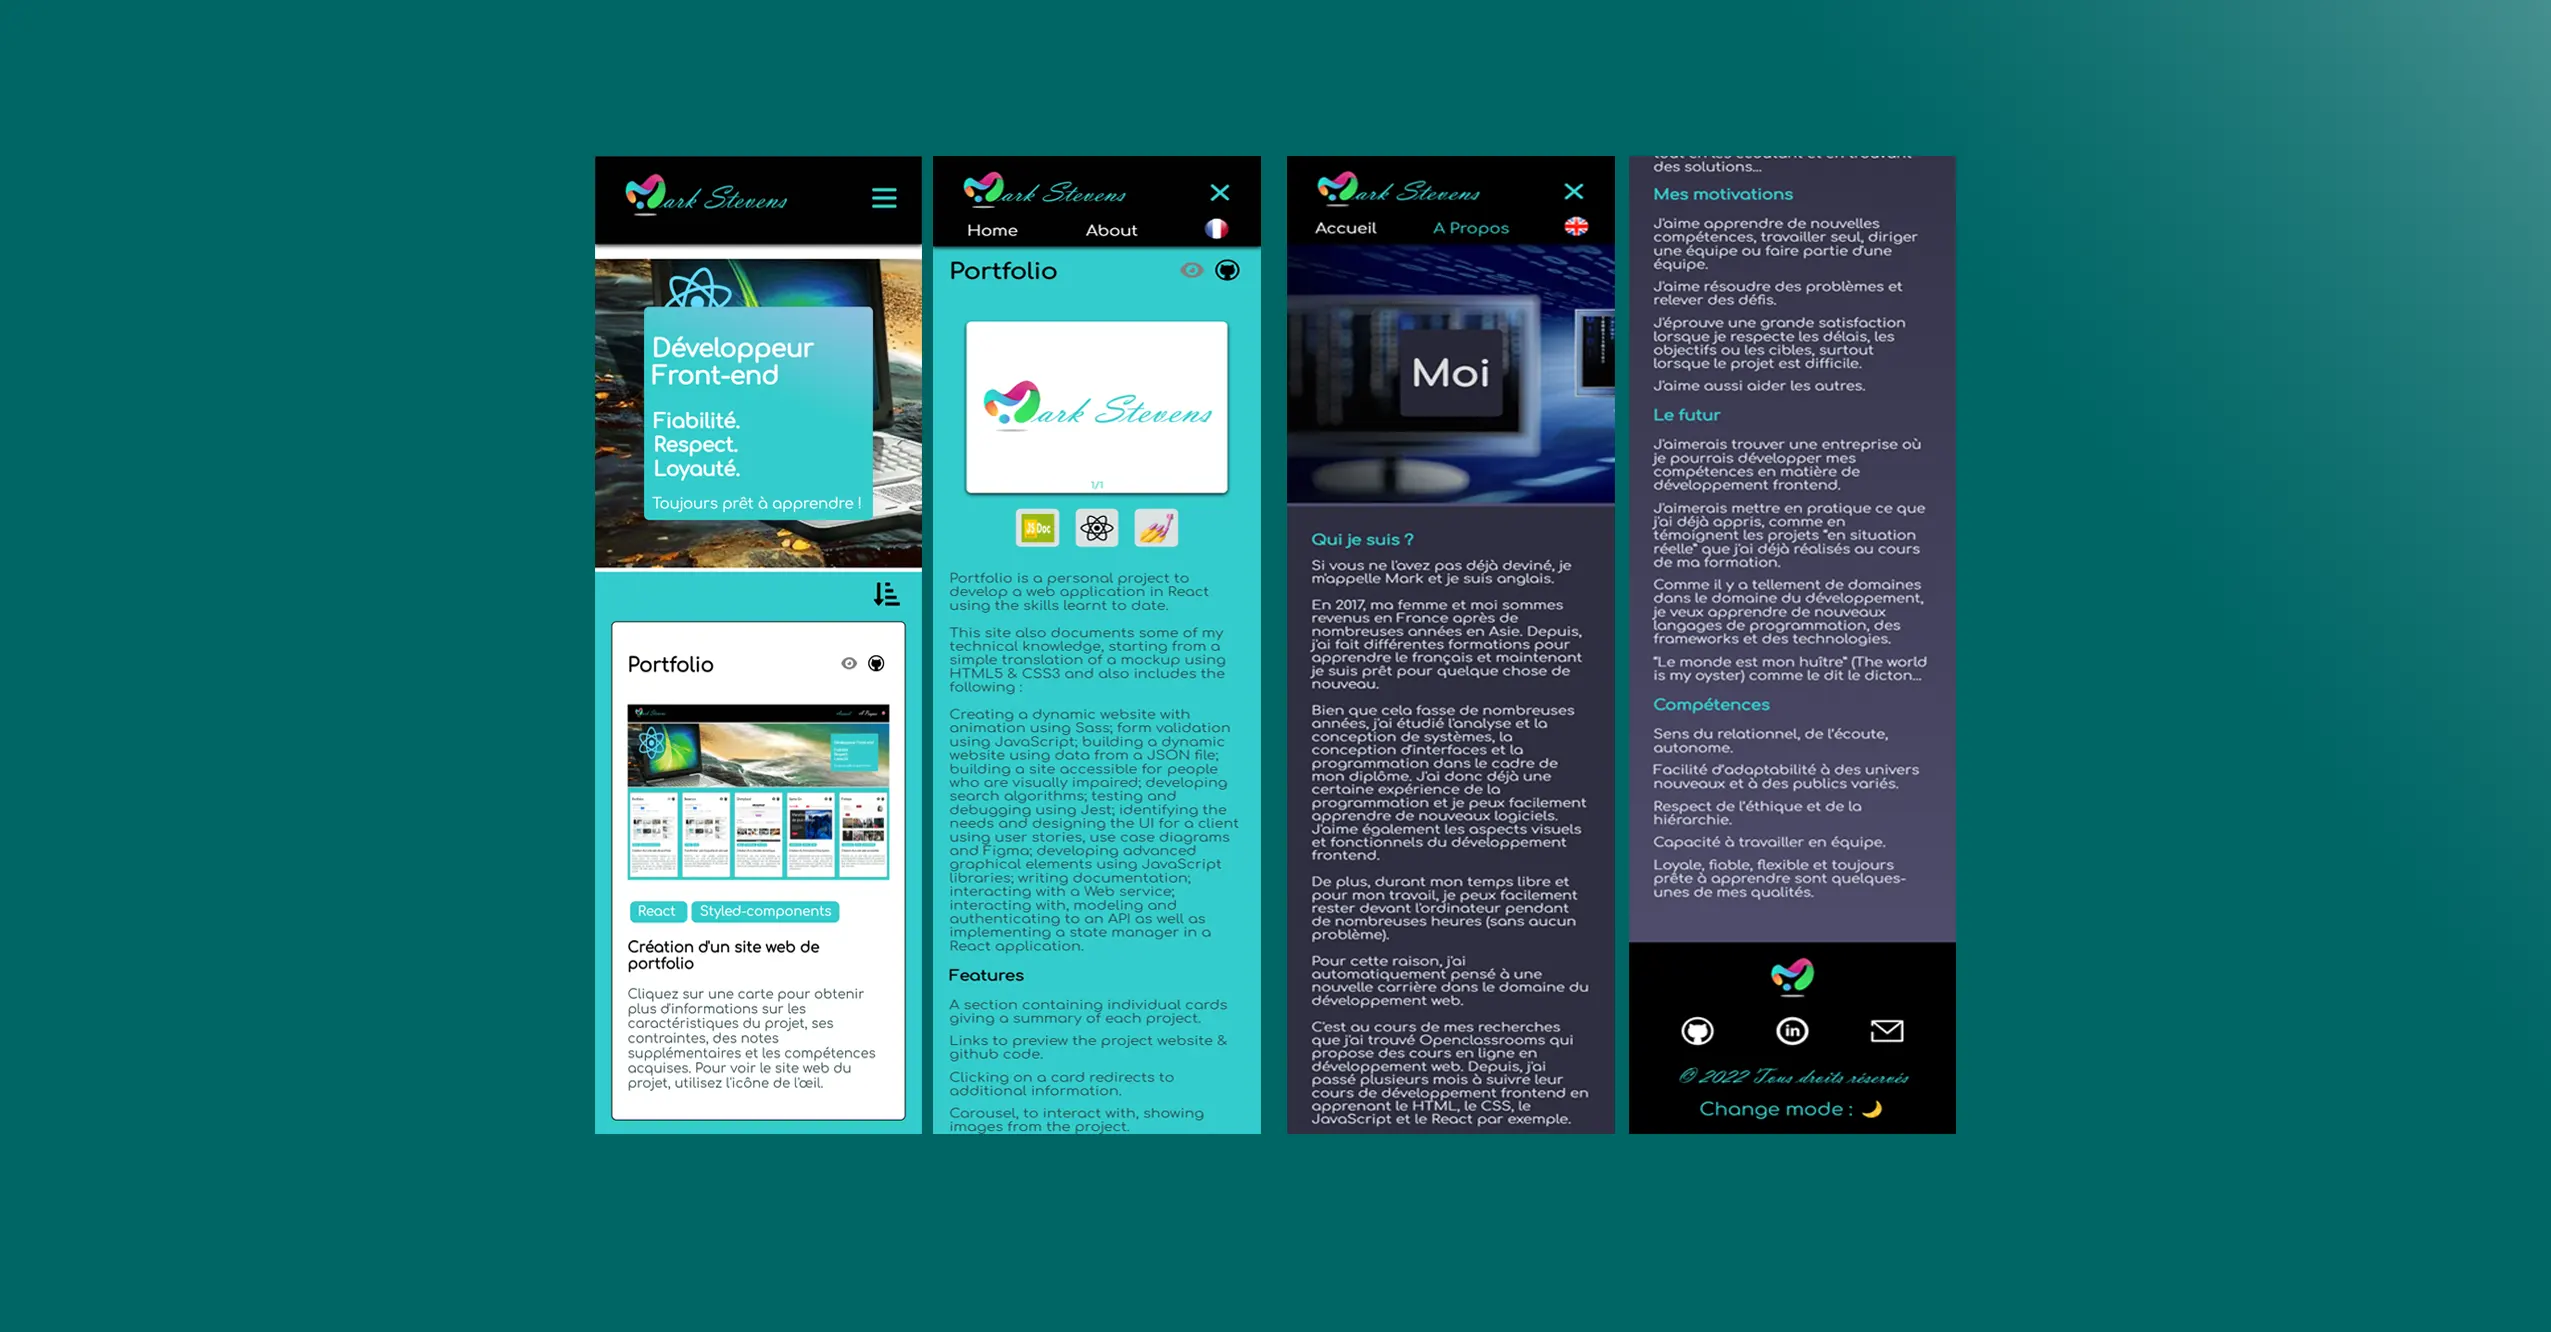 Mark Stevens
Développeur
Front-end
Fiabilité.
Respect.
Loyauté.
Toujours prêt à apprendre !
Portfolio
React
Styled-components
Création d'un site web de
portfolio
Cliquez sur une carte pour obtenir
plus d'informations sur les
caractéristiques du projet, ses
contraintes, des notes
supplémentaires et les compétences
acquises. Pour voir le site web du
projet, utilisez l'icône de l'œil.
Mark Stevens
Home
About
Portfolio
Mark Stevens
1/1
JS Doc
Portfolio is a personal project to
develop a web application in React
using the skills learnt to date.
This site also documents some of my
technical knowledge, starting from a
simple translation of a mockup using
HTML5 & CSS3 and also includes the
following :
Creating a dynamic website with
animation using Sass; form validation
using JavaScript; building a dynamic
website using data from a JSON file;
building a site accessible for people
who are visually impaired; developing
search algorithms; testing and
debugging using Jest; identifying the
needs and designing the UI for a client
using user stories, use case diagrams
and Figma; developing advanced
graphical elements using JavaScript
libraries; writing documentation;
interacting with a Web service;
interacting with, modeling and
authenticating to an API as well as
implementing a state manager in a
React application.
Features
A section containing individual cards
giving a summary of each project.
Links to preview the project website &
github code.
Clicking on a card redirects to
additional information.
Carousel, to interact with, showing
images from the project.
Mark Stevens
Accueil
A Propos
Moi
Qui je suis ?
Si vous ne l'avez pas déjà deviné, je
m'appelle Mark et je suis anglais.
En 2017, ma femme et moi sommes
revenus en France après de
nombreuses années en Asie. Depuis,
j'ai fait différentes formations pour
apprendre le français et maintenant
je suis prêt pour quelque chose de
nouveau.
Bien que cela fasse de nombreuses
années, j'ai étudié l'analyse et la
conception de systèmes, la
conception d'interfaces et la
programmation dans le cadre de
mon diplôme. J'ai donc déjà une
certaine expérience de la
programmation et je peux facilement
apprendre de nouveaux logiciels.
J'aime également les aspects visuels
et fonctionnels du développement
frontend.
De plus, durant mon temps libre et
pour mon travail, je peux facilement
rester devant l'ordinateur pendant
de nombreuses heures (sans aucun
problème).
Pour cette raison, j'ai
automatiquement pensé à une
nouvelle carrière dans le domaine du
développement web.
C'est au cours de mes recherches
que j'ai trouvé Openclassrooms qui
propose des cours en ligne en
développement web. Depuis, j'ai
passé plusieurs mois à suivre leur
cours de développement frontend en
apprenant le HTML, le CSS, le
JavaScript et le React par exemple.
tout en les écoutant et en trouvant
des solutions...
Mes motivations
J'aime apprendre de nouvelles
compétences, travailler seul, diriger
une équipe ou faire partie d'une
équipe.
J'aime résoudre des problèmes et
relever des défis.
J'éprouve une grande satisfaction
lorsque je respecte les délais, les
objectifs ou les cibles, surtout
lorsque le projet est difficile.
J'aime aussi aider les autres.
Le futur
J'aimerais trouver une entreprise où
je pourrais développer mes
compétences en matière de
développement frontend.
J'aimerais mettre en pratique ce que
j'ai déjà appris, comme en
témoignent les projets "en situation
réelle" que j'ai déjà réalisés au cours
de ma formation.
Comme il y a tellement de domaines
dans le domaine du développement,
je veux apprendre de nouveaux
langages de programmation, des
frameworks et des technologies.
"Le monde est mon huître" (The world
is my oyster) comme le dit le dicton...
Compétences
Sens du relationnel, de l'écoute,
autonome.
Facilité d'adaptabilité à des univers
nouveaux et à des publics variés.
Respect de l'éthique et de la
hiérarchie.
Capacité à travailler en équipe.
Loyale, fiable, flexible et toujours
prête à apprendre sont quelques-
unes de mes qualités.
in
© 2022 Tous droits réservés
Change mode :